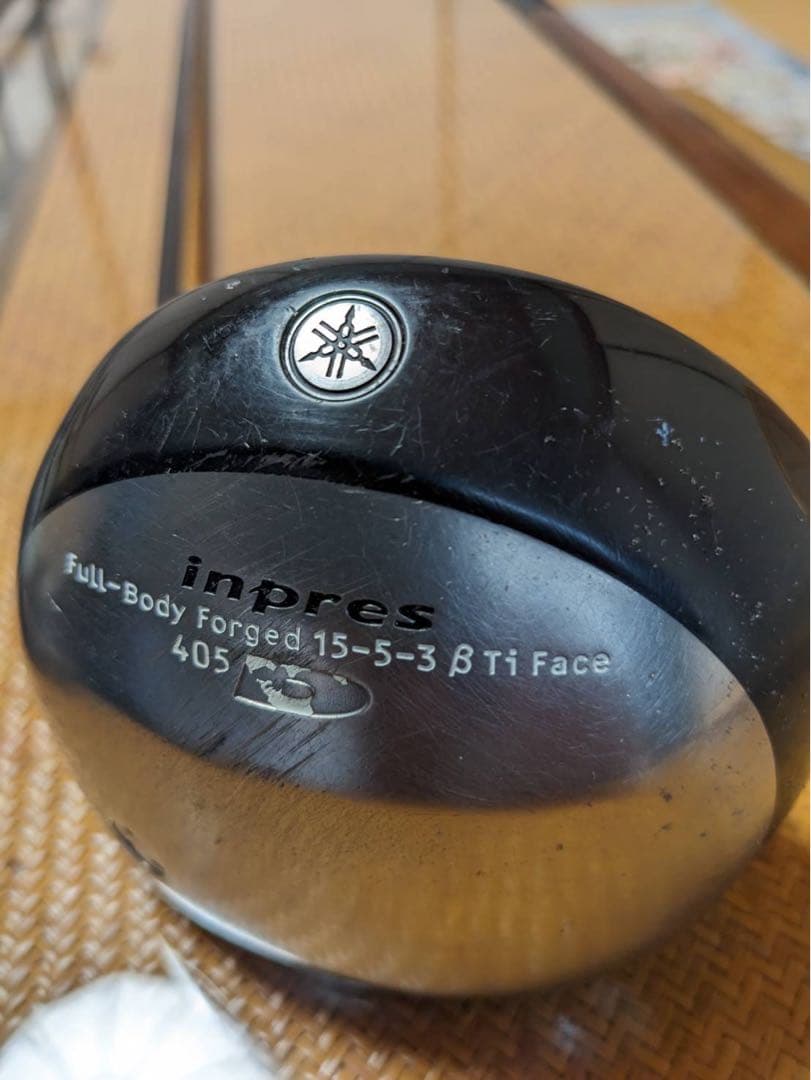 inpres
Full-Body Forged 15-5-3 β Ti Face
405